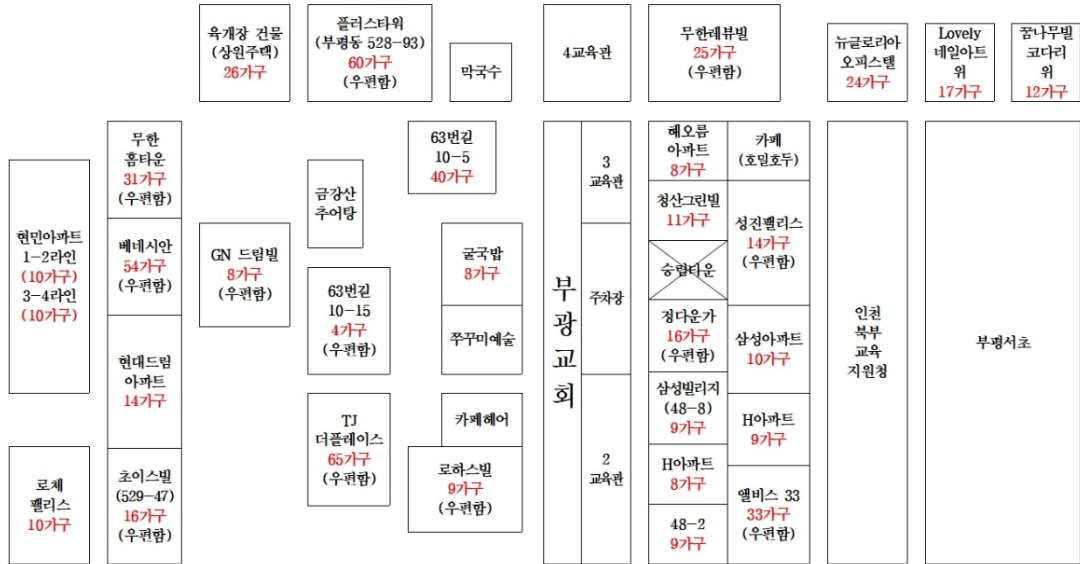 육개장 건물
(상원주택)
26가구
플러스타워
(부평동 528-93)
60가구
(우편함)
막국수
4교육관
무한레뷰빌
25가구
(우편함)
뉴글로리아
오피스텔
24가구
Lovely
네일아트
위
17가구
꿈나무빌
코다리
위
12가구
현민아파트
1-2라인
(10가구)
3-4라인
(10가구)
로체
팰리스
10가구
무한
홈타운
31가구
(우편함)
베네시안
54가구
(우편함)
현대드림
아파트
14가구
초이스빌
(529-47)
16가구
(우편함)
GN 드림빌
8가구
(우편함)
금강산
추어탕
63번길
10-15
4가구
(우편함)
TJ
더플레이스
65가구
(우편함)
63번길
10-5
40가구
굴국밥
8가구
쭈꾸미예술
카페헤어
로하스빌
9가구
(우편함)
부광교회
3
교육관
주차장
2
교육관
해오름
아파트
8가구
청산그린빌
11가구
승림타운
정다운가
16가구
(우편함)
삼성빌리지
(48-8)
9가구
H아파트
8가구
48-2
9가구
카페
(호밀호두)
성진팰리스
14가구
(우편함)
삼성아파트
10가구
H아파트
9가구
엘비스 33
33가구
(우편함)
인천
북부
교육
지원청
부평서초